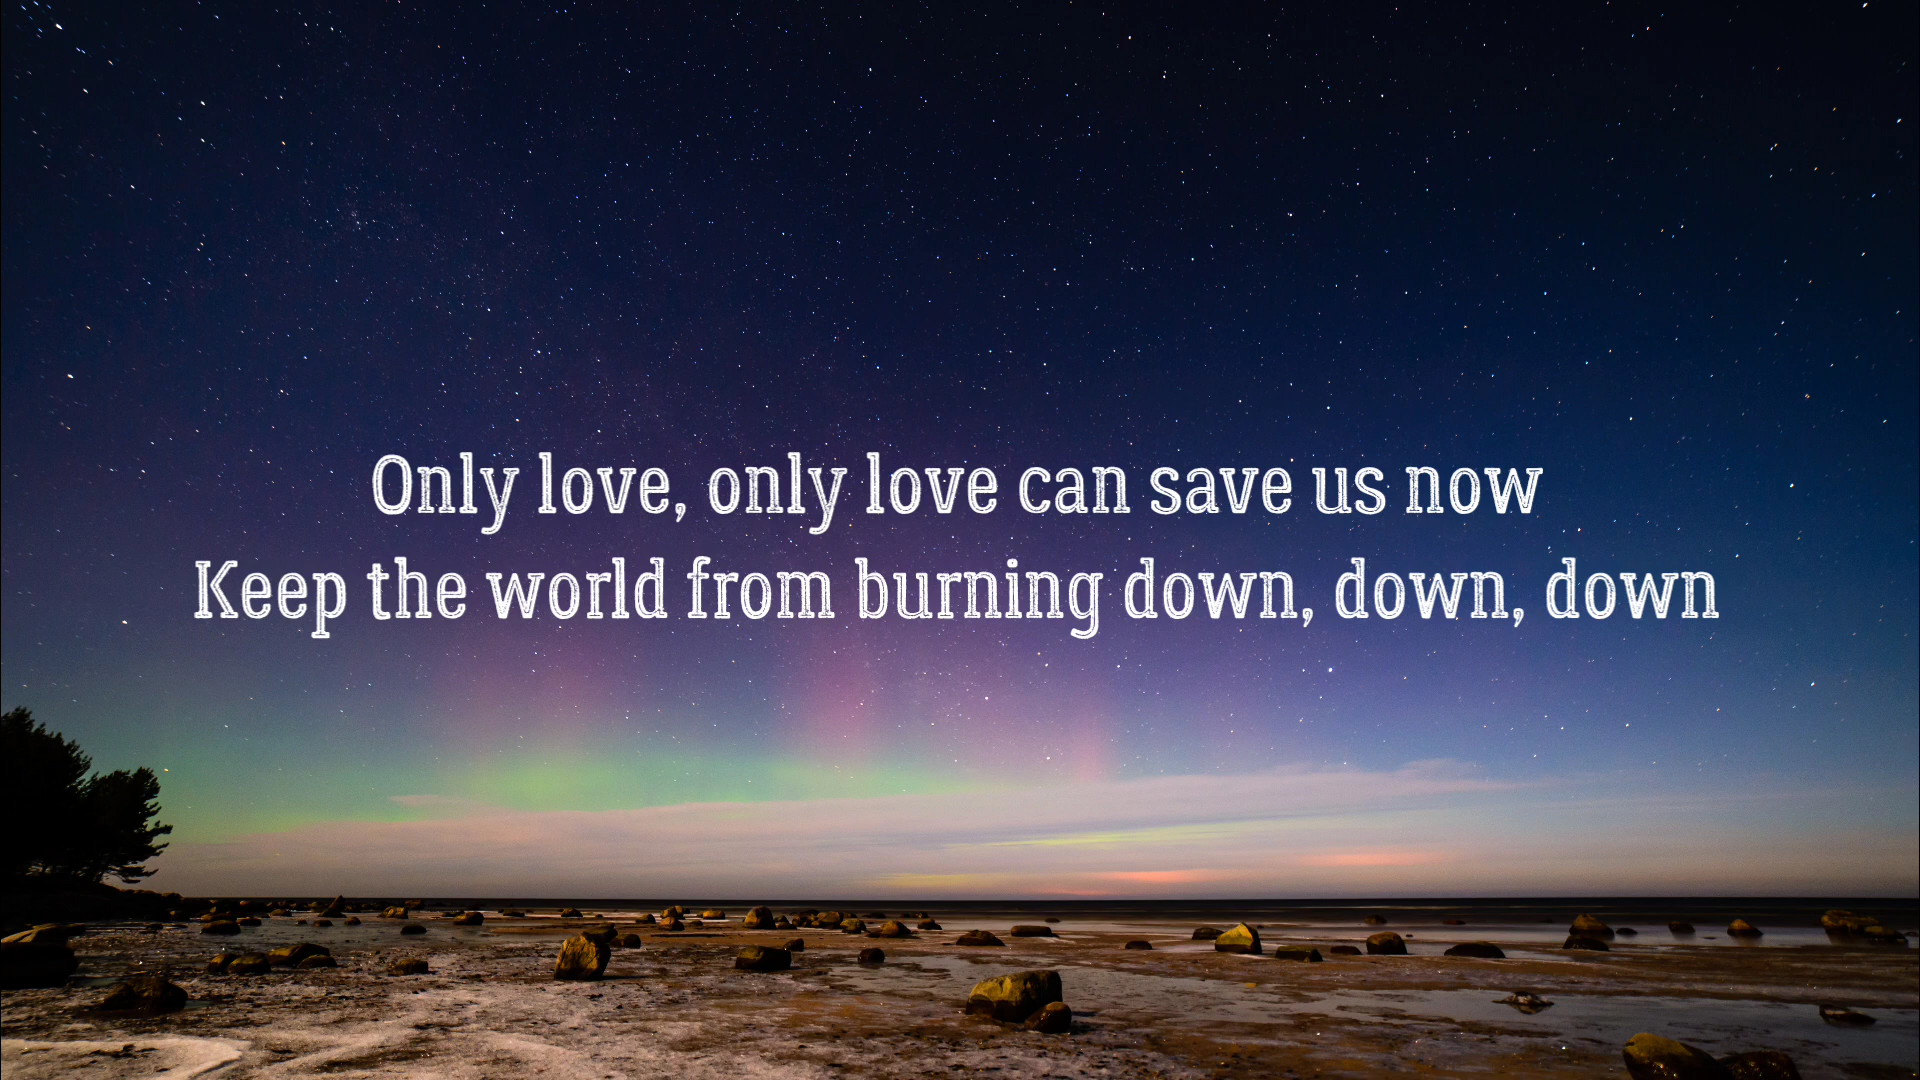 Only love, only love can save us now
Keep the world from burning down, down, down